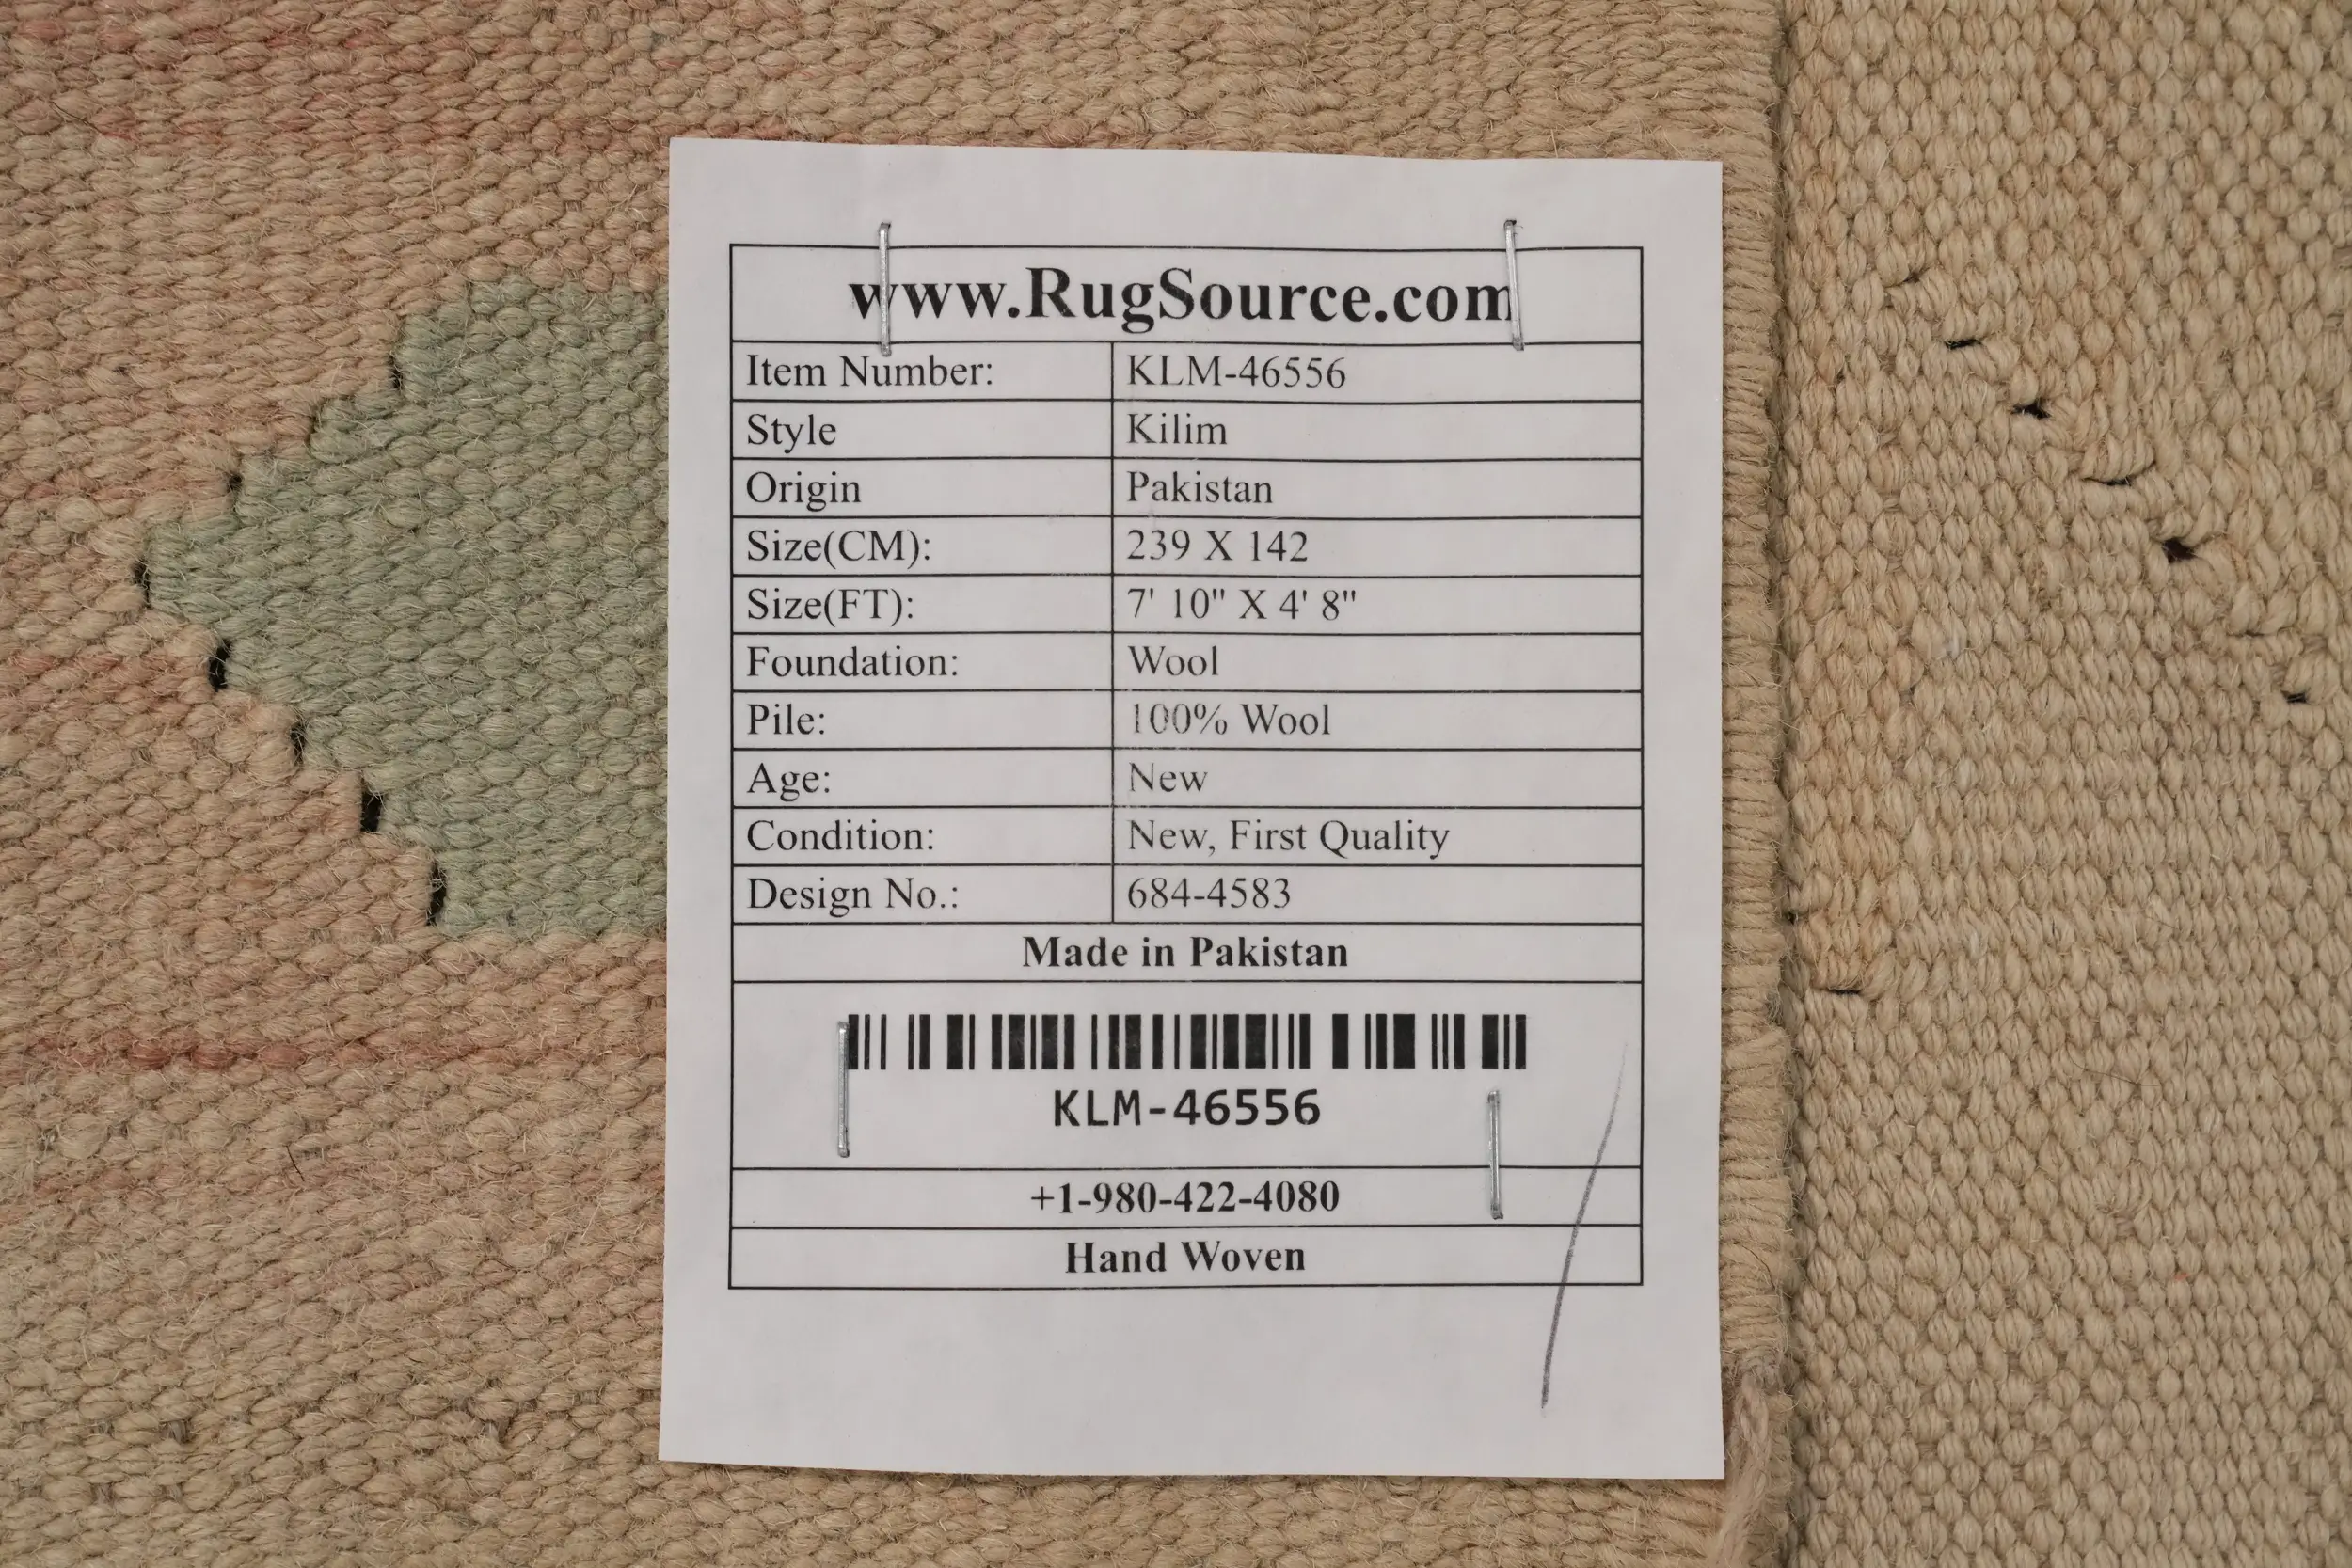 www.RugSource.com
Item Number: KLM-46556
Style Kilim
Origin Pakistan
Size(CM): 239 X 142
Size(FT): 7' 10" X 4' 8"
Foundation: Wool
Pile: 100% Wool
Age: New
Condition: New, First Quality
Design No.: 684-4583
Made in Pakistan
KLM-46556
+1-980-422-4080
Hand Woven